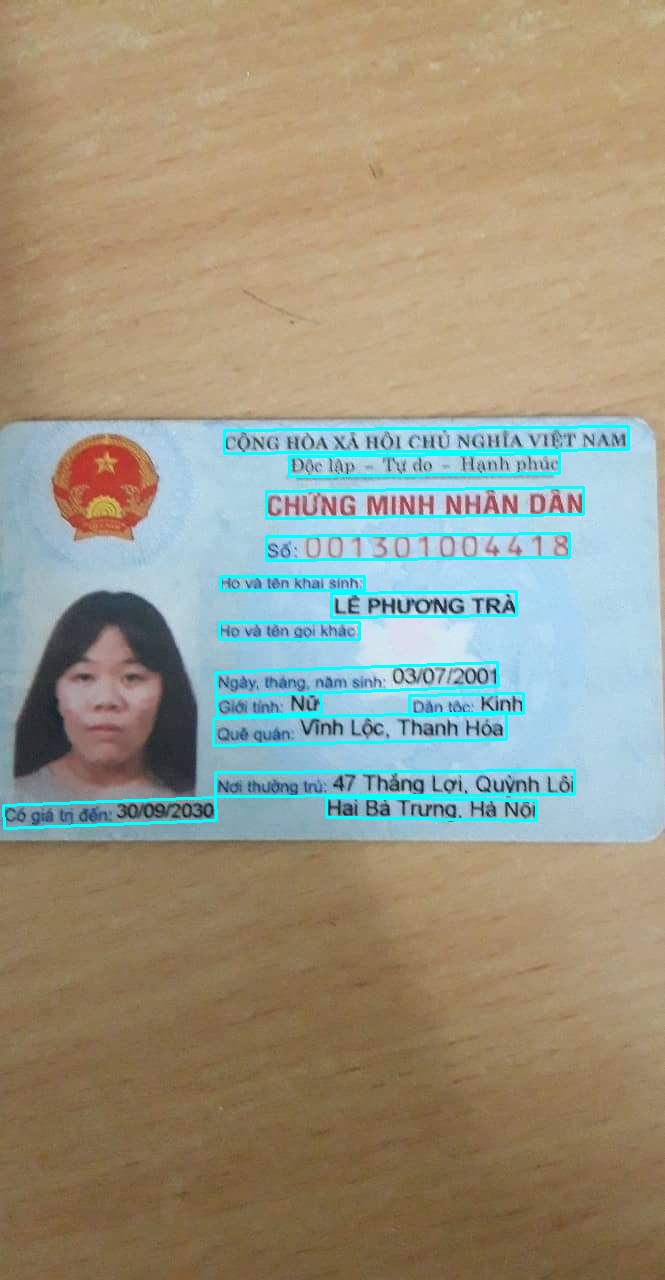 CỘNG HÒA XÃ HỘI CHỦ NGHĨA VIỆT NAM
Độc lập - Tự do - Hạnh phúc
CHỨNG MINH NHÂN DÂN
Số: 001301004418
Họ và tên khai sinh:
LÊ PHƯƠNG TRÀ
Họ và tên gọi khác
Ngày, tháng, năm sinh: 03/07/2001
Giới tính: Nữ Dân tộc: Kinh
Quê quán: Vĩnh Lộc, Thanh Hóa
Nơi thường trú: 47 Thắng Lợi, Quỳnh Lôi
Hai Bà Trưng, Hà Nội
Có giá trị đến: 30/09/2030